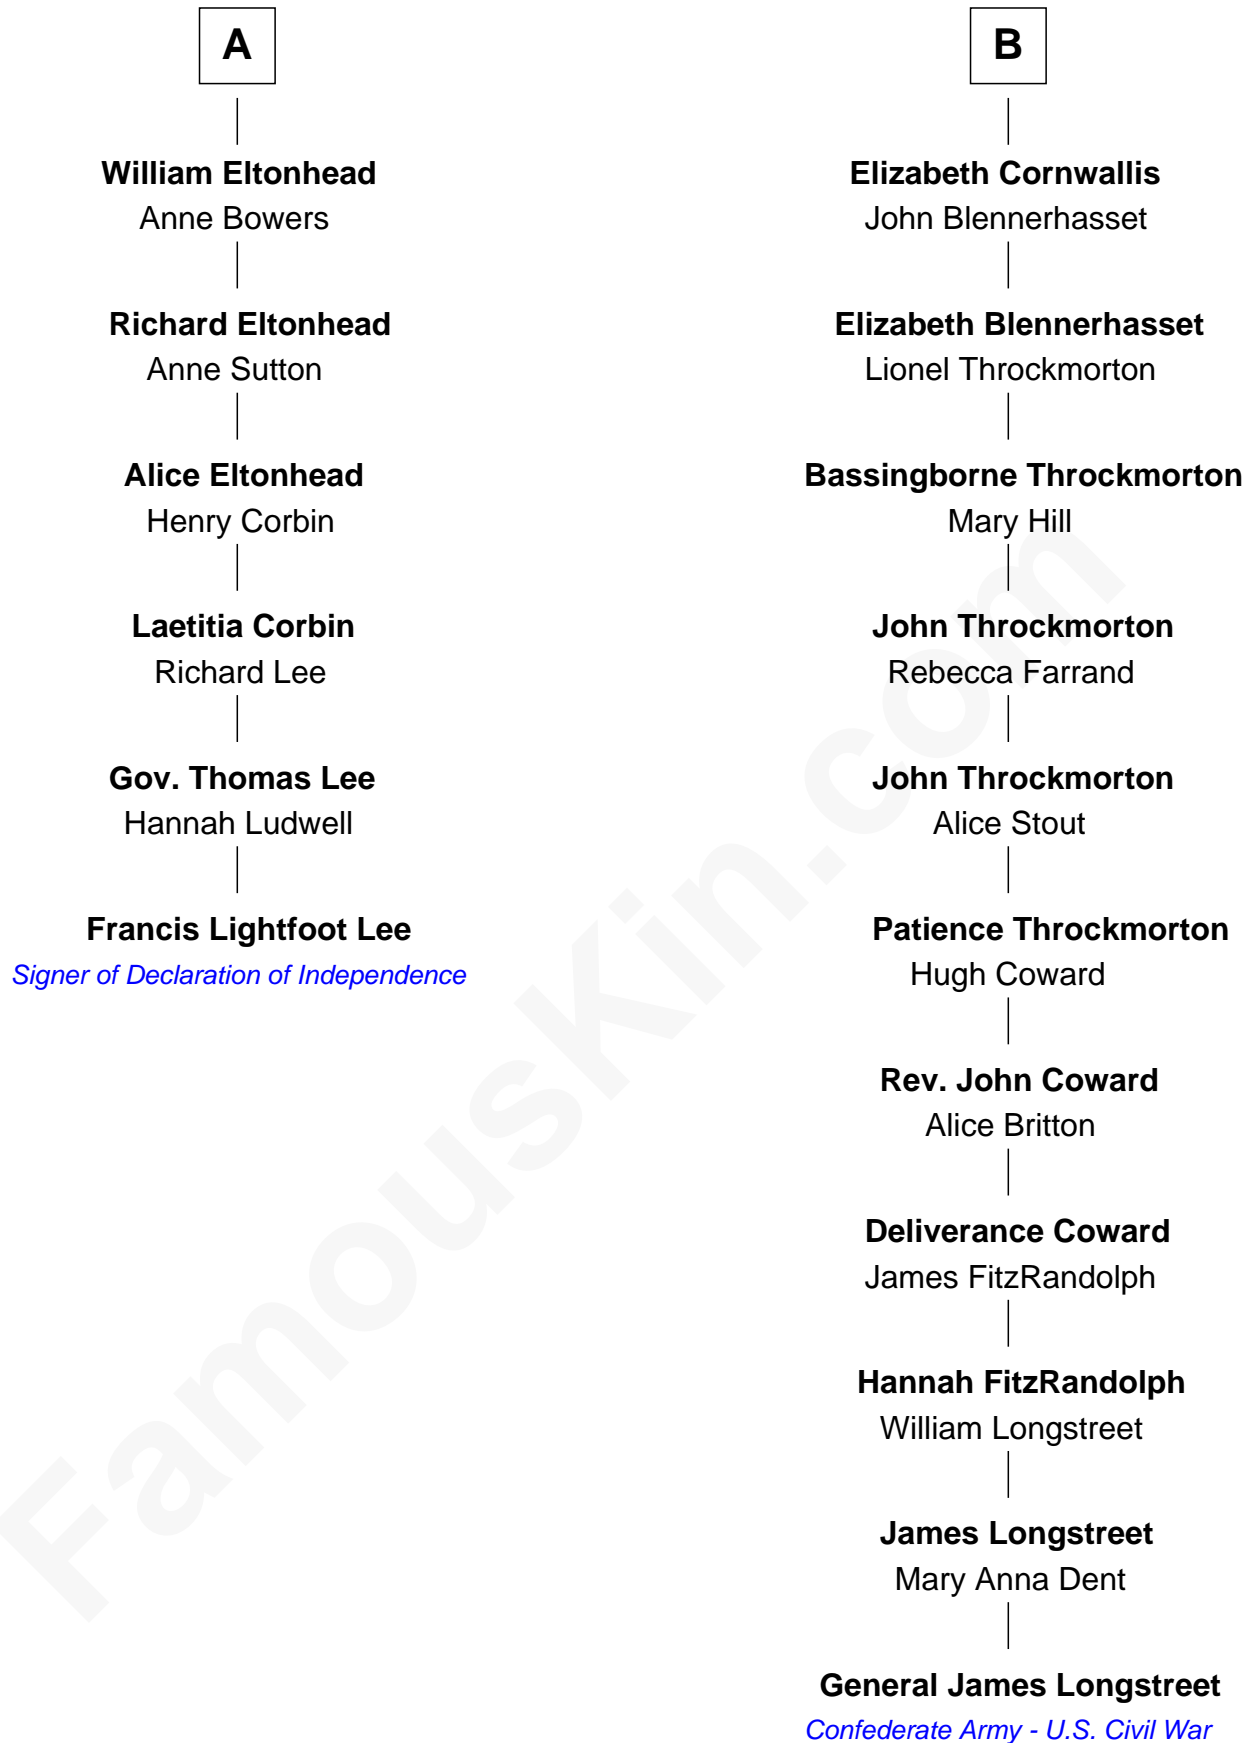 A
William Eltonhead
Anne Bowers
Richard Eltonhead
Anne Sutton
Alice Eltonhead
Henry Corbin
Laetitia Corbin
Richard Lee
Gov. Thomas Lee
Hannah Ludwell
Francis Lightfoot Lee
Signer of Declaration of Independence
B
Elizabeth Cornwallis
John Blennerhasset
Elizabeth Blennerhasset
Lionel Throckmorton
Bassingborne Throckmorton
Mary Hill
John Throckmorton
Rebecca Farrand
John Throckmorton
Alice Stout
Patience Throckmorton
Hugh Coward
Rev. John Coward
Alice Britton
Deliverance Coward
James FitzRandolph
Hannah FitzRandolph
William Longstreet
James Longstreet
Mary Anna Dent
General James Longstreet
Confederate Army - U.S. Civil War
FamousKin.com